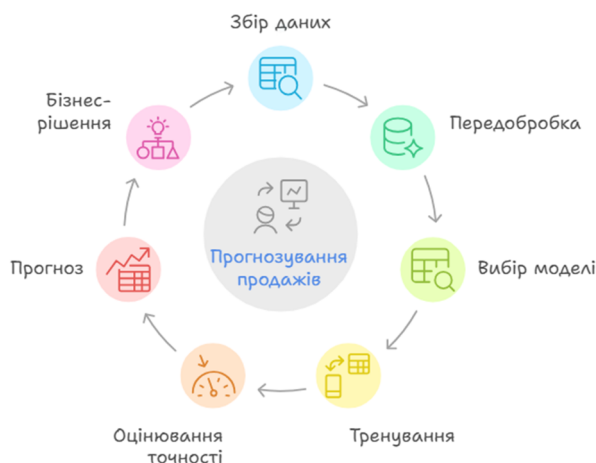 Збір даних
Передобробка
Вибір моделі
Тренування
Оцінювання
точності
Прогноз
Бізнес-
рішення
Прогнозування
продажів